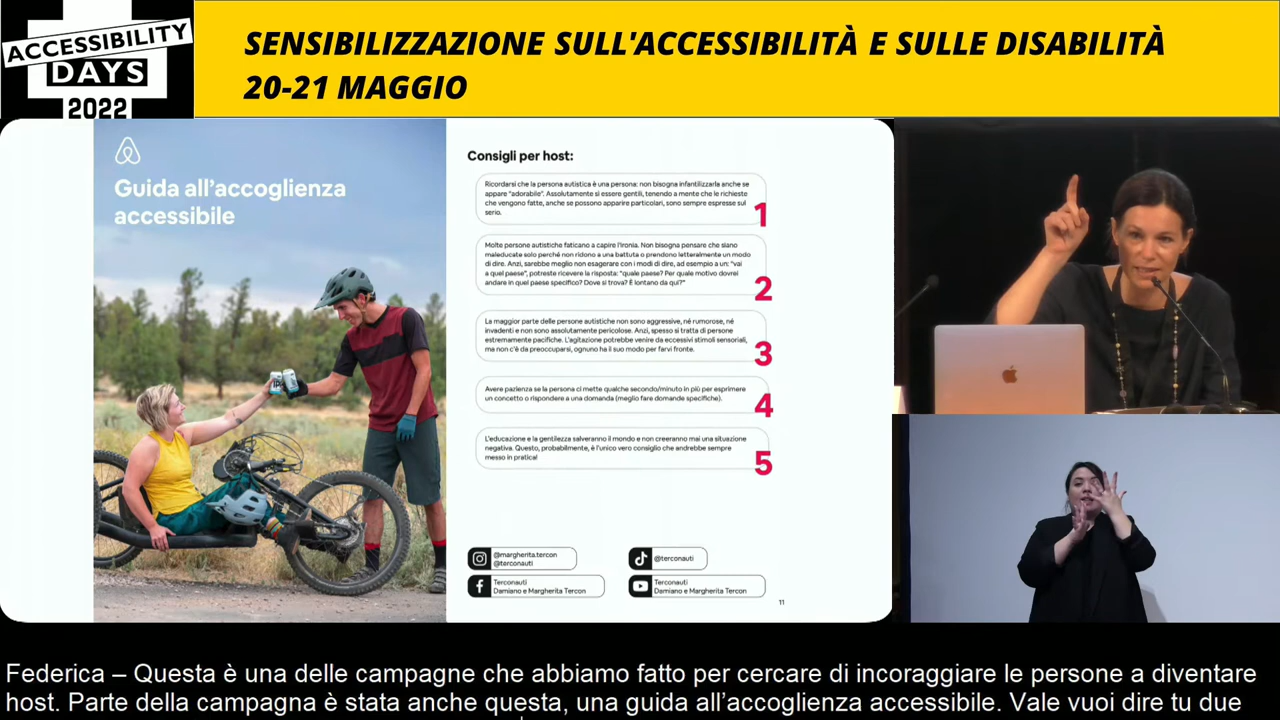 ACCESSIBILITY
DAYS
2022
SENSIBILIZZAZIONE SULL'ACCESSIBILITÀ E SULLE DISABILITÀ
20-21 MAGGIO
Guida all'accoglienza
accessibile
Consigli per host:
Ricordarsi che la persona autistica è una persona: non bisogna infantilizzarla anche se
appare "adorabile". Assolutamente sì essere gentili, tenendo a mente che le richieste
che vengono fatte, anche se possono apparire particolari, sono sempre espresse sul
serio.
1
Molte persone autistiche faticano a capire l'ironia. Non bisogna pensare che siano
maleducate solo perché non ridono a una battuta o prendono letteralmente un modo
di dire. Anzi, sarebbe meglio non esagerare con i modi di dire, ad esempio a un: "vai
a quel paese", potreste ricevere la risposta: "quale paese? Per quale motivo dovrei
andare in quel paese specifico? Dove si trova? È lontano da qui?"
2
La maggior parte delle persone autistiche non sono aggressive, né rumorose, né
invadenti e non sono assolutamente pericolose. Anzi, spesso si tratta di persone
estremamente pacifiche. L'agitazione potrebbe venire da eccessivi stimoli sensoriali,
ma non c'è da preoccuparsi, ognuno ha il suo modo per farvi fronte.
3
Avere pazienza se la persona ci mette qualche secondo/minuto in più per esprimere
un concetto o rispondere a una domanda (meglio fare domande specifiche).
4
L'educazione e la gentilezza salveranno il mondo e non creeranno mai una situazione
negativa. Questo, probabilmente, è l'unico vero consiglio che andrebbe sempre
messo in pratica!
5
@margherita.tercon
@terconauti
@terconauti
Terconauti
Damiano e Margherita Tercon
Terconauti
Damiano e Margherita Tercon
11
Federica – Questa è una delle campagne che abbiamo fatto per cercare di incoraggiare le persone a diventare
host. Parte della campagna è stata anche questa, una guida all'accoglienza accessibile. Vale vuoi dire tu due